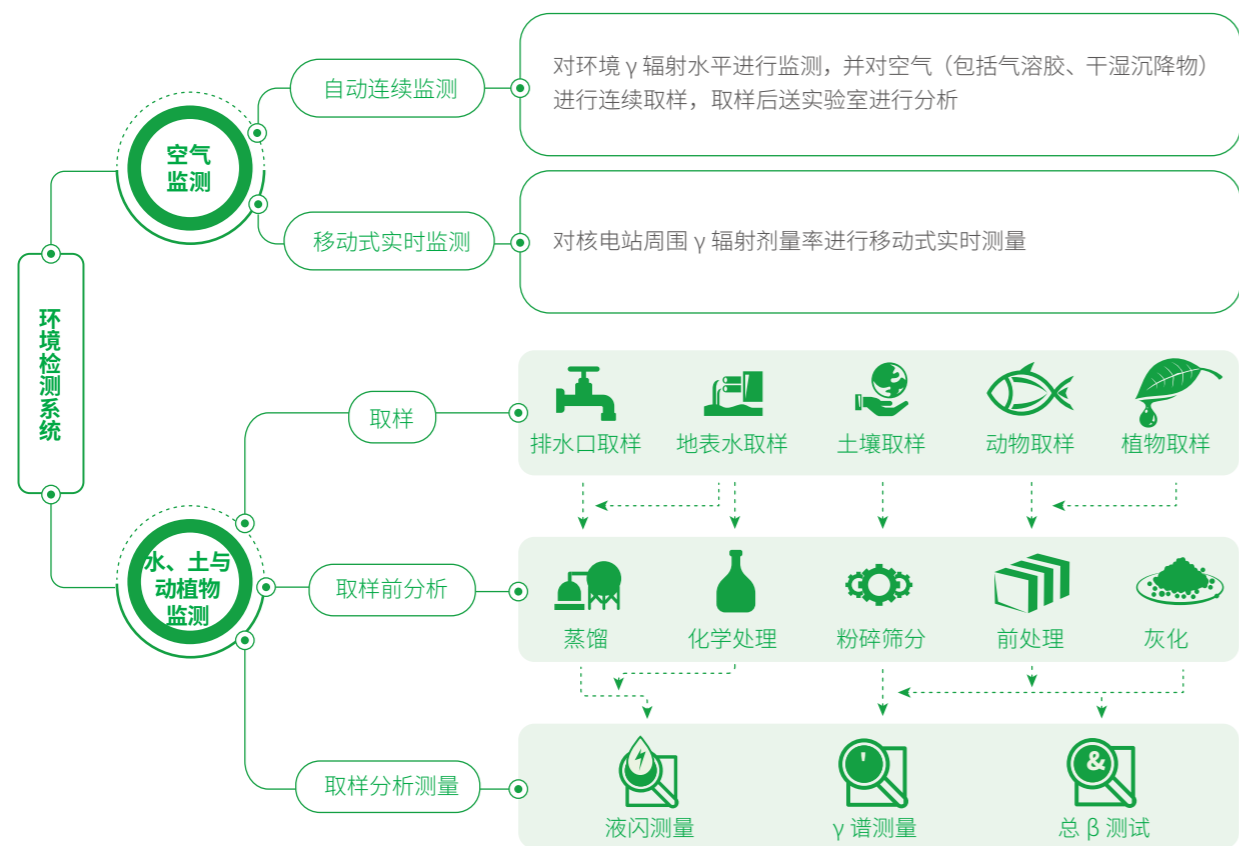 环境检测系统
空气
监测
自动连续监测
对环境 γ 辐射水平进行监测，并对空气（包括气溶胶、干湿沉降物）
进行连续取样，取样后送实验室进行分析
移动式实时监测
对核电站周围 γ 辐射剂量率进行移动式实时测量
水、土与
动植物
监测
取样
排水口取样
地表水取样
土壤取样
动物取样
植物取样
取样前分析
蒸馏
化学处理
粉碎筛分
前处理
灰化
取样分析测量
液闪测量
'
γ 谱测量
&
总 β 测试